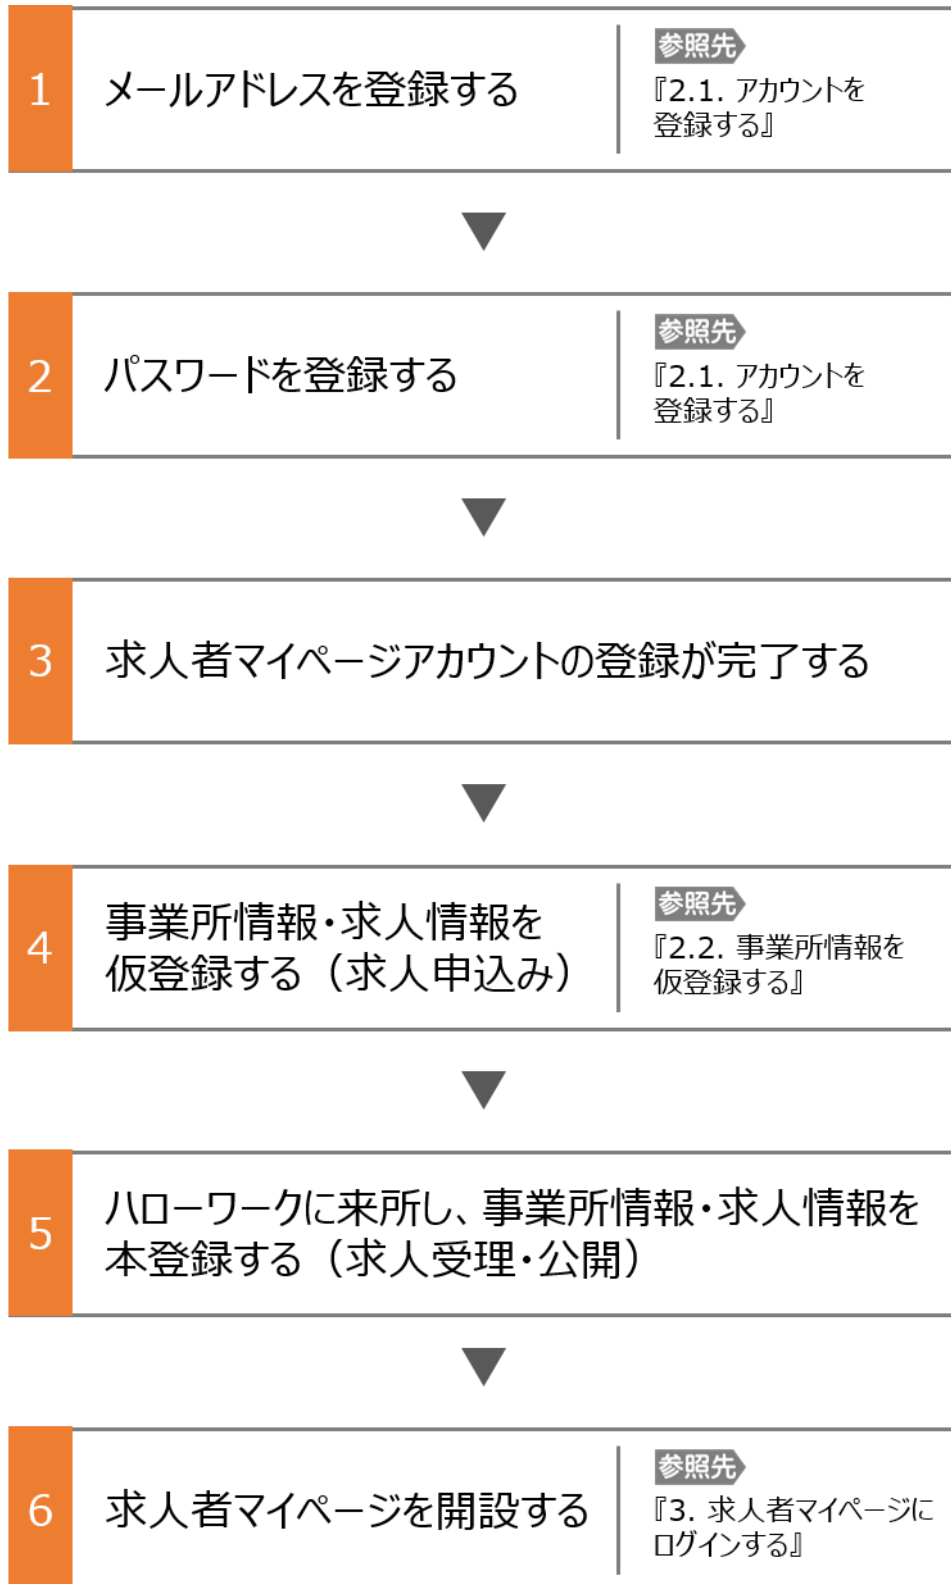 1
メールアドレスを登録する
参照先
『2.1. アカウントを
登録する』
2
パスワードを登録する
参照先
『2.1. アカウントを
登録する』
3
求人者マイページアカウントの登録が完了する
4
事業所情報・求人情報を
仮登録する（求人申込み）
参照先
『2.2. 事業所情報を
仮登録する』
5
ハローワークに来所し、事業所情報・求人情報を
本登録する（求人受理・公開）
6
求人者マイページを開設する
参照先
『3. 求人者マイページに
ログインする』